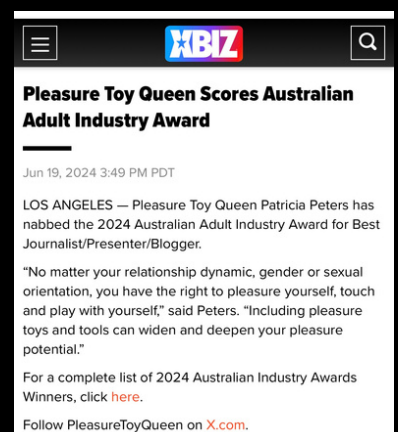 XBIZ
Pleasure Toy Queen Scores Australian
Adult Industry Award
Jun 19, 2024 3:49 PM PDT
LOS ANGELES — Pleasure Toy Queen Patricia Peters has
nabbed the 2024 Australian Adult Industry Award for Best
Journalist/Presenter/Blogger.
“No matter your relationship dynamic, gender or sexual
orientation, you have the right to pleasure yourself, touch
and play with yourself,” said Peters. “Including pleasure
toys and tools can widen and deepen your pleasure
potential.”
For a complete list of 2024 Australian Industry Awards
Winners, click here.
Follow PleasureToyQueen on X.com.